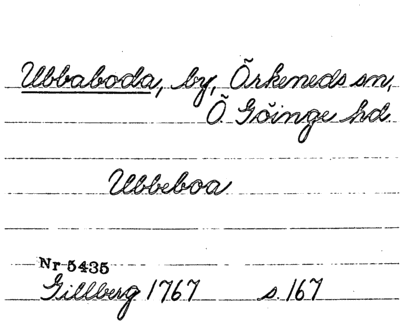 Ubbaboda, by, Örkeneds sn,
Ö. Göinge hd.
Ubbeboa
Nr 5435
Gillberg 1767 s. 167